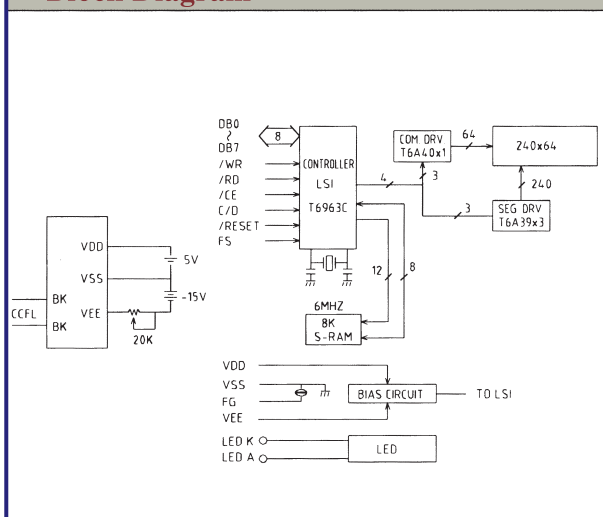 Block Diagram
DB0
DB7
8
/WR
/RD
/CE
C/D
/RESET
FS
CONTROLLER
LSI
T6963C
4
3
COM DRV
T6A40x1
64
240x64
240
3
SEG DRV
T6A39x3
12
8
6MHZ
8K
S-RAM
VDD
VSS
VEE
BK
BK
CCFL
5V
-15V
20K
VDD
VSS
FG
VEE
BIAS CIRCUIT
TO LSI
LED K
LED A
LED